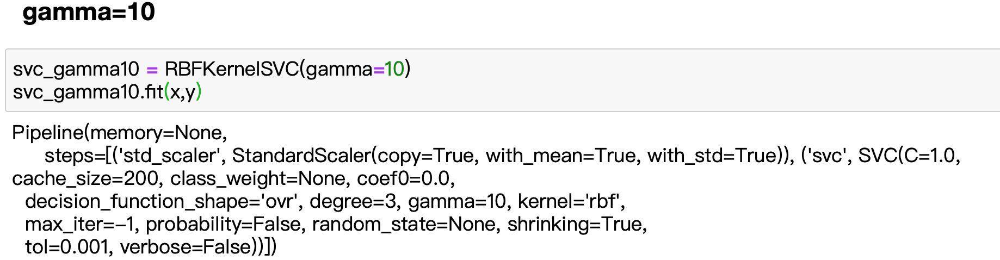 gamma=10
svc_gamma10 = RBFKernelSVC(gamma=10)
svc_gamma10.fit(x,y)
Pipeline(memory=None,
steps=[('std_scaler', StandardScaler(copy=True, with_mean=True, with_std=True)), ('svc', SVC(C=1.0,
cache_size=200, class_weight=None, coef0=0.0,
decision_function_shape='ovr', degree=3, gamma=10, kernel='rbf',
max_iter=-1, probability=False, random_state=None, shrinking=True,
tol=0.001, verbose=False))])